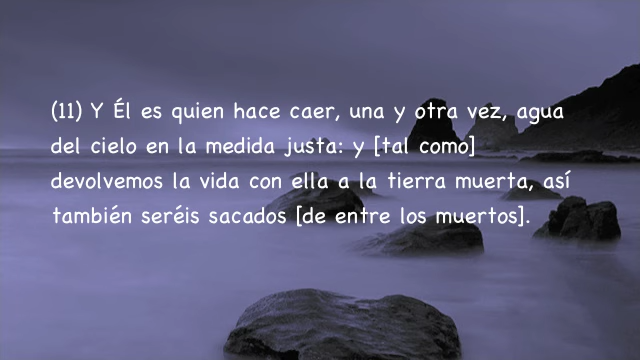 (11) Y Él es quien hace caer, una y otra vez, agua
del cielo en la medida justa: y [tal como]
devolvemos la vida con ella a la tierra muerta, así
también seréis sacados [de entre los muertos].